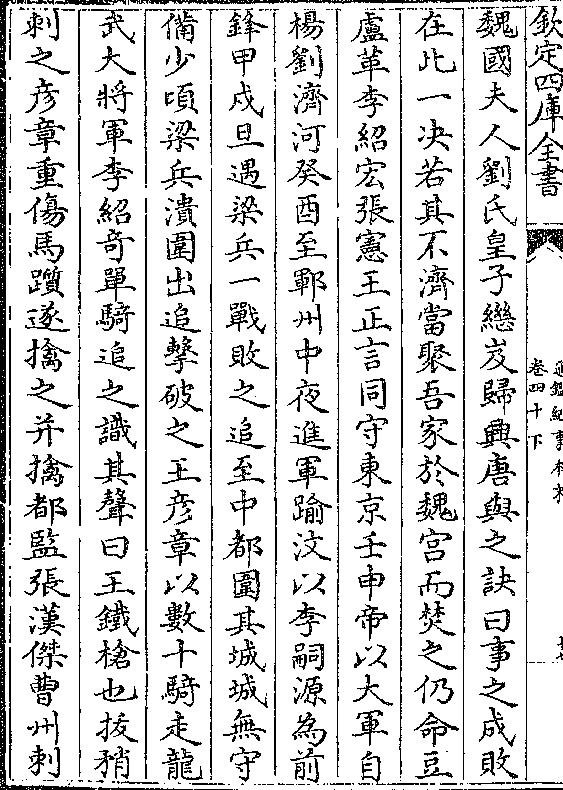 欽定四庫全書
通鑑紀事本末
卷四十下
魏國夫人劉氏皇子繼岌歸興唐與之訣曰事之成敗
在此一决若其不濟當聚吾家於魏宫而焚之仍命豆
盧革李紹宏張憲王正言同守東京壬申帝以大軍自
楊劉濟河癸酉至鄆州中夜進軍踰汶以李嗣源為前
鋒甲戍旦遇梁兵一戰敗之追至中都圍其城城無守
備少頃梁兵潰圍出追擊破之王彦章以數十騎走龍
武大將軍李紹竒單騎追之識其聲曰王鐵槍也拔矟
刺之彦章重傷馬躓遂擒之并擒都監張漢傑曹州刺